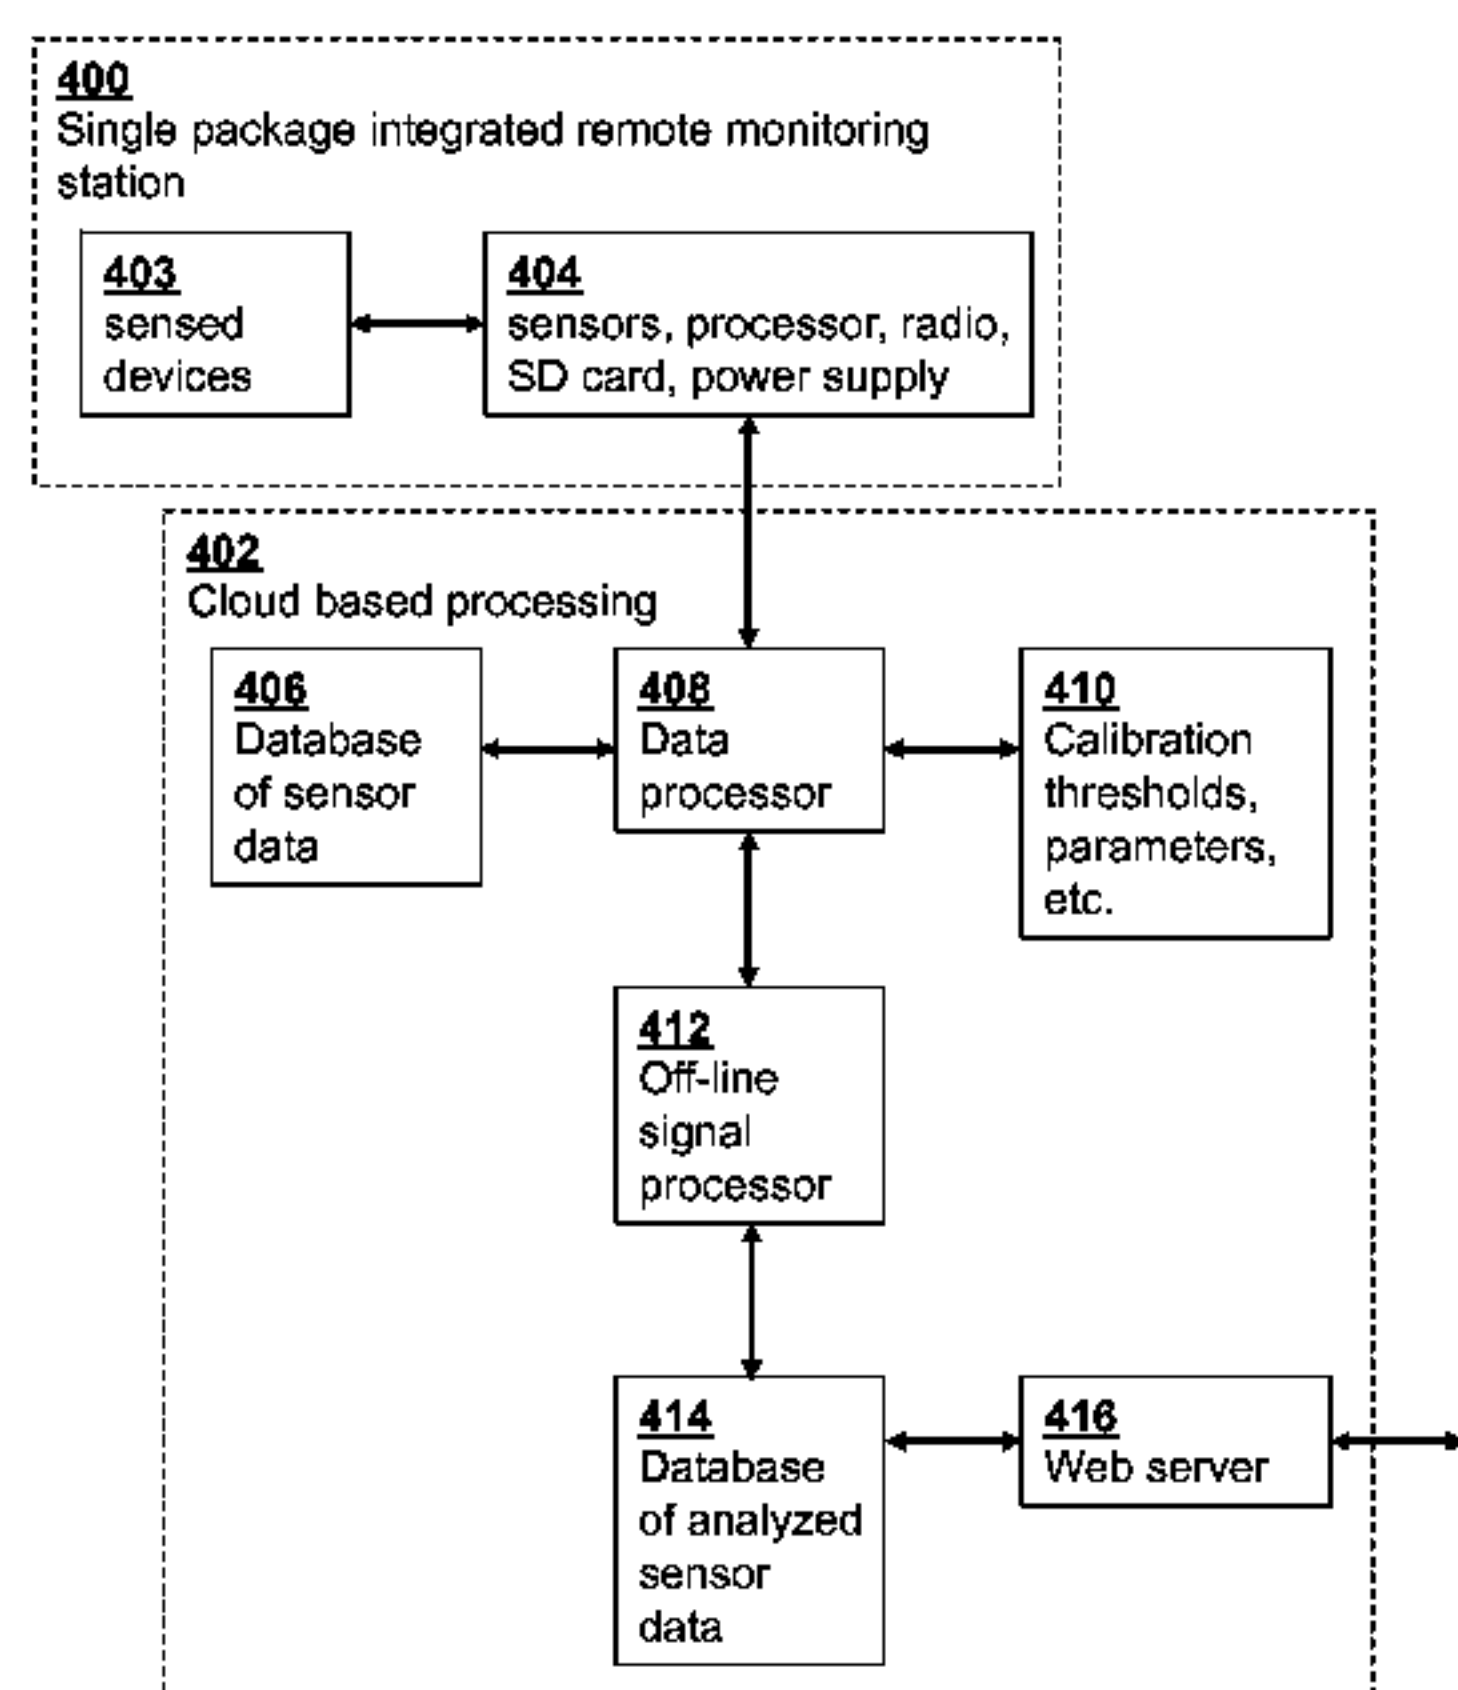 400
Single package integrated remote monitoring
station
403
sensed
devices
404
sensors, processor, radio,
SD card, power supply
402
Cloud based processing
406
Database
of sensor
data
408
Data
processor
410
Calibration
thresholds,
parameters,
etc.
412
Off-line
signal
processor
414
Database
of analyzed
sensor
data
416
Web server